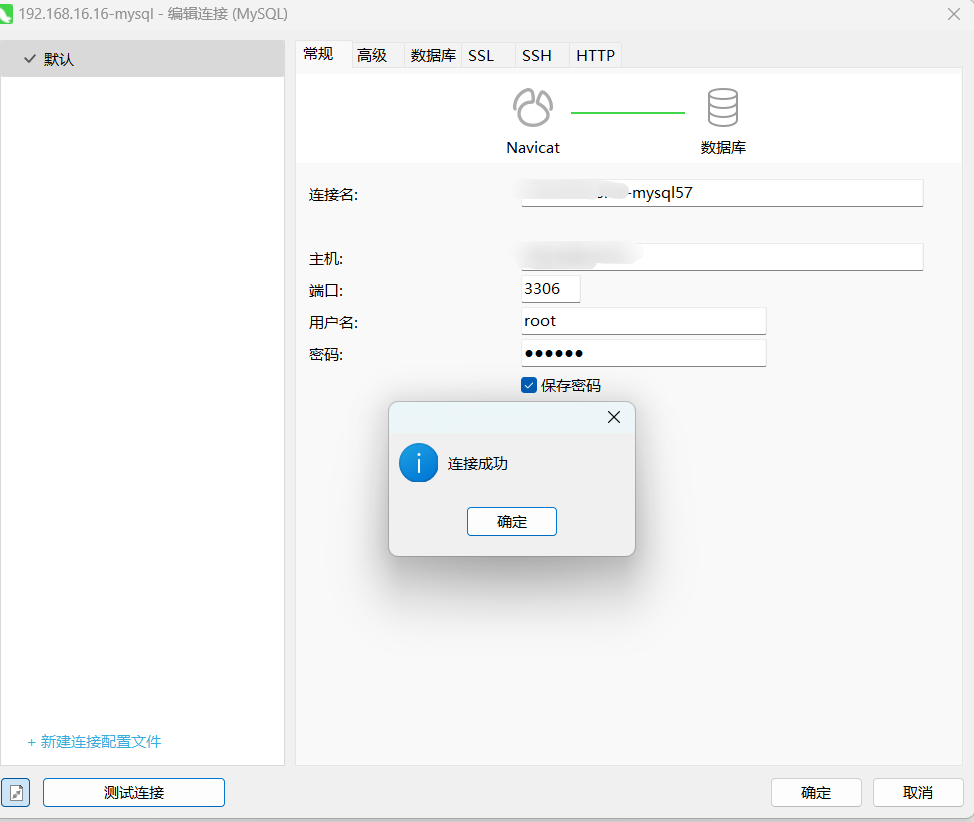 192.168.16.16-mysql - 编辑连接 (MySQL)
默认
常规 高级 数据库 SSL SSH HTTP
Navicat 数据库
连接名: -mysql57
主机:
端口: 3306
用户名: root
密码: ●●●●●●
保存密码
连接成功
确定
+ 新建连接配置文件
测试连接 确定 取消